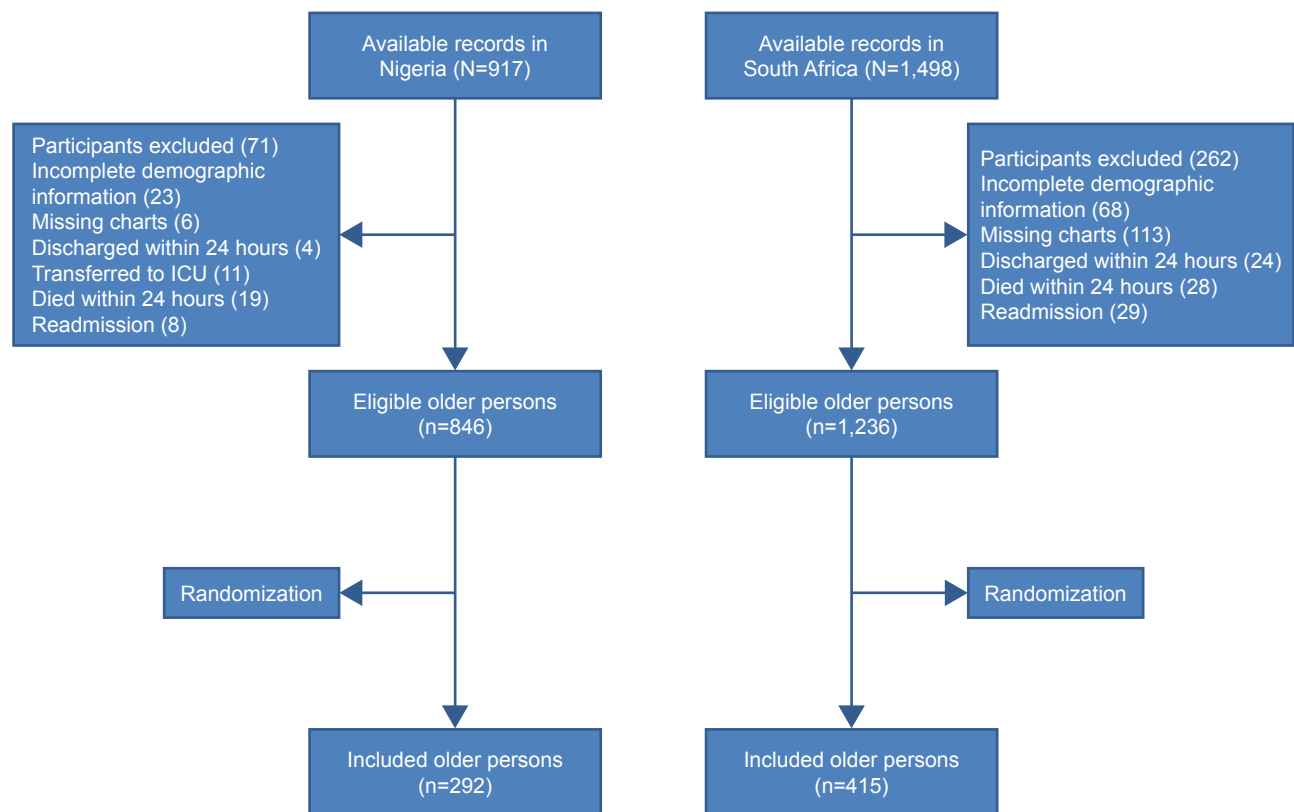 Available records in
Nigeria (N=917)
Available records in
South Africa (N=1,498)
Participants excluded (71)
Incomplete demographic
information (23)
Missing charts (6)
Discharged within 24 hours (4)
Transferred to ICU (11)
Died within 24 hours (19)
Readmission (8)
Participants excluded (262)
Incomplete demographic
information (68)
Missing charts (113)
Discharged within 24 hours (24)
Died within 24 hours (28)
Readmission (29)
Eligible older persons
(n=846)
Eligible older persons
(n=1,236)
Randomization
Randomization
Included older persons
(n=292)
Included older persons
(n=415)